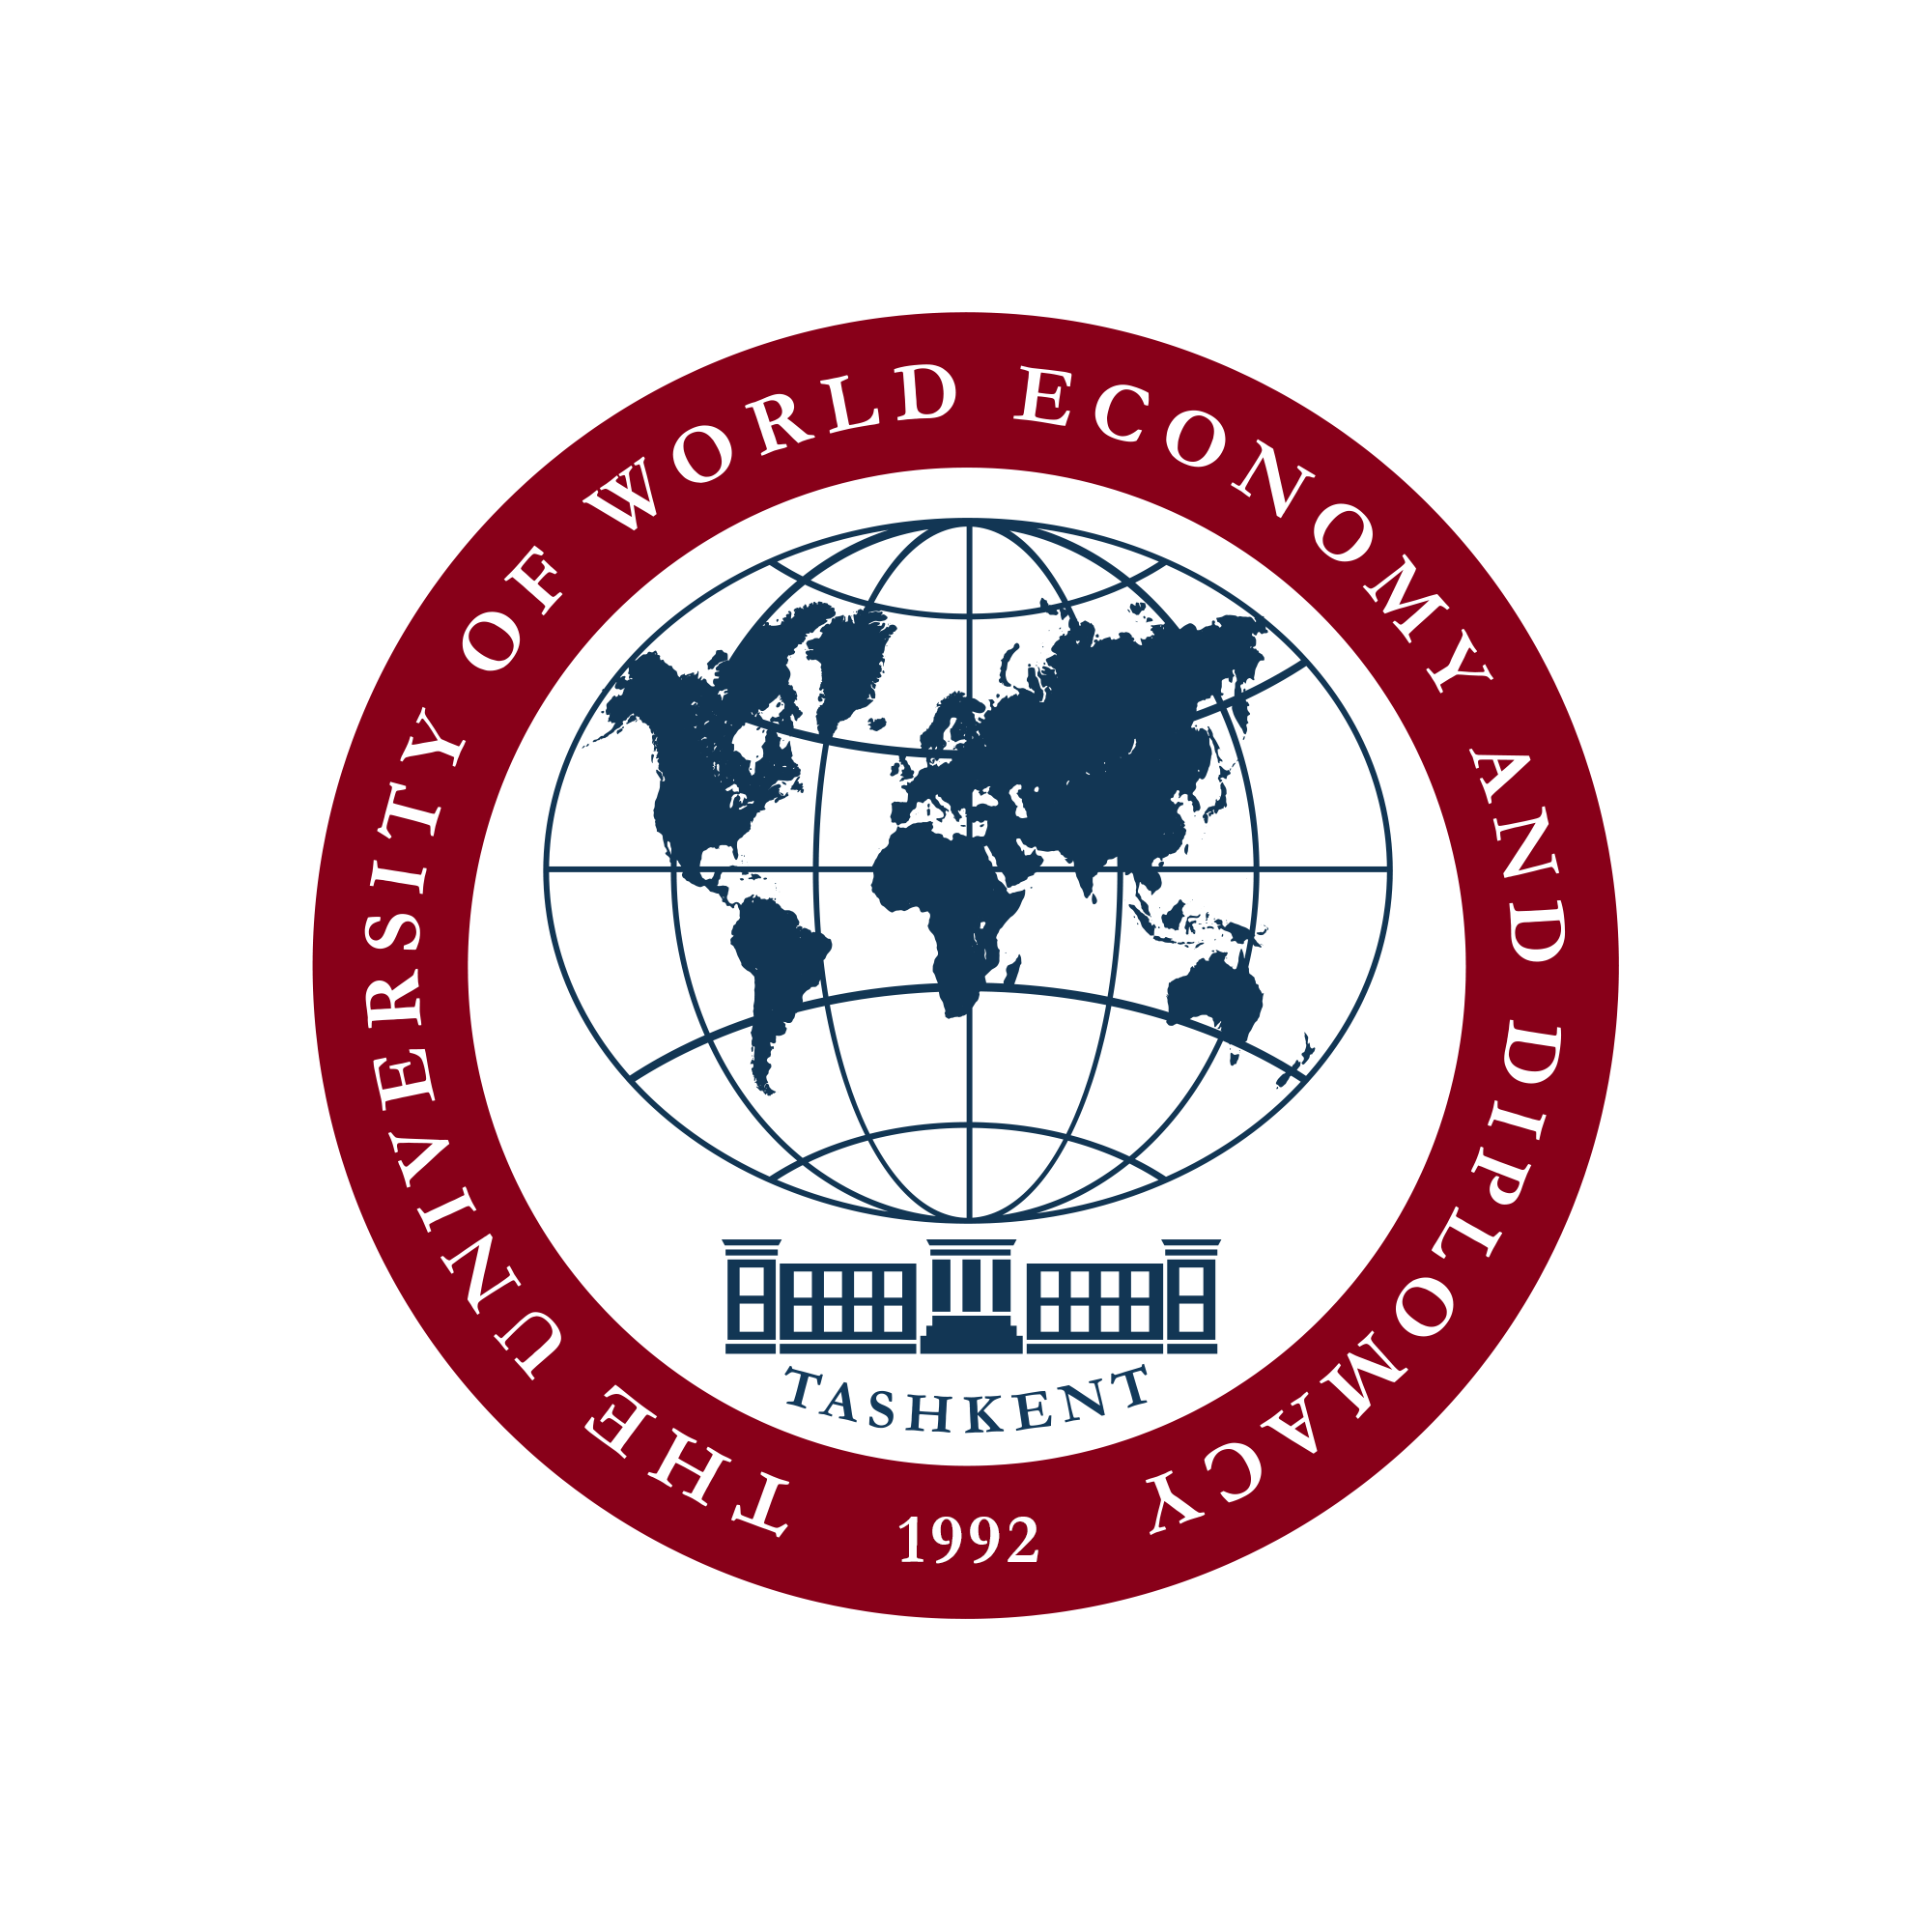 THE UNIVERSITY OF WORLD ECONOMY AND DIPLOMACY
TASHKENT
1992